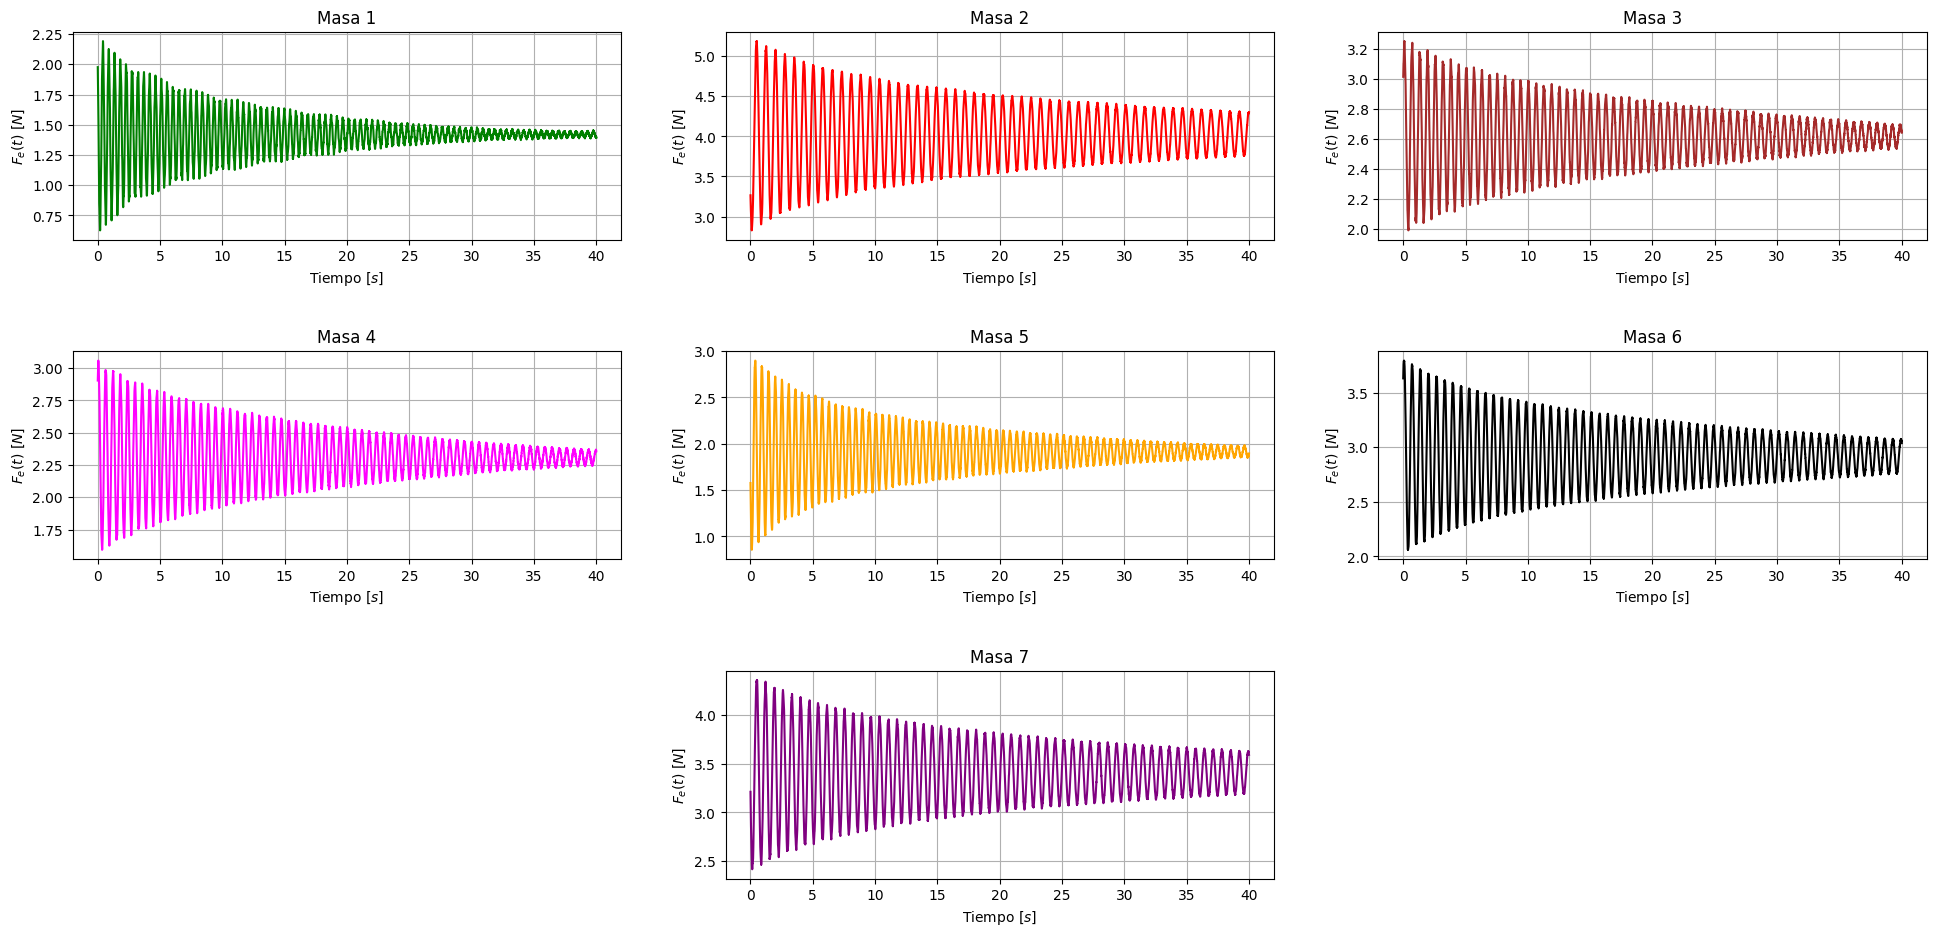 Masa 1
2.25
2.00
1.75
1.50
1.25
1.00
0.75
F_e(t) [N]
0 5 10 15 20 25 30 35 40
Tiempo [s]
Masa 2
5.0
4.5
4.0
3.5
3.0
F_e(t) [N]
0 5 10 15 20 25 30 35 40
Tiempo [s]
Masa 3
3.2
3.0
2.8
2.6
2.4
2.2
2.0
F_e(t) [N]
0 5 10 15 20 25 30 35 40
Tiempo [s]
Masa 4
3.00
2.75
2.50
2.25
2.00
1.75
F_e(t) [N]
0 5 10 15 20 25 30 35 40
Tiempo [s]
Masa 5
3.0
2.5
2.0
1.5
1.0
F_e(t) [N]
0 5 10 15 20 25 30 35 40
Tiempo [s]
Masa 6
3.5
3.0
2.5
2.0
F_e(t) [N]
0 5 10 15 20 25 30 35 40
Tiempo [s]
Masa 7
4.0
3.5
3.0
2.5
F_e(t) [N]
0 5 10 15 20 25 30 35 40
Tiempo [s]